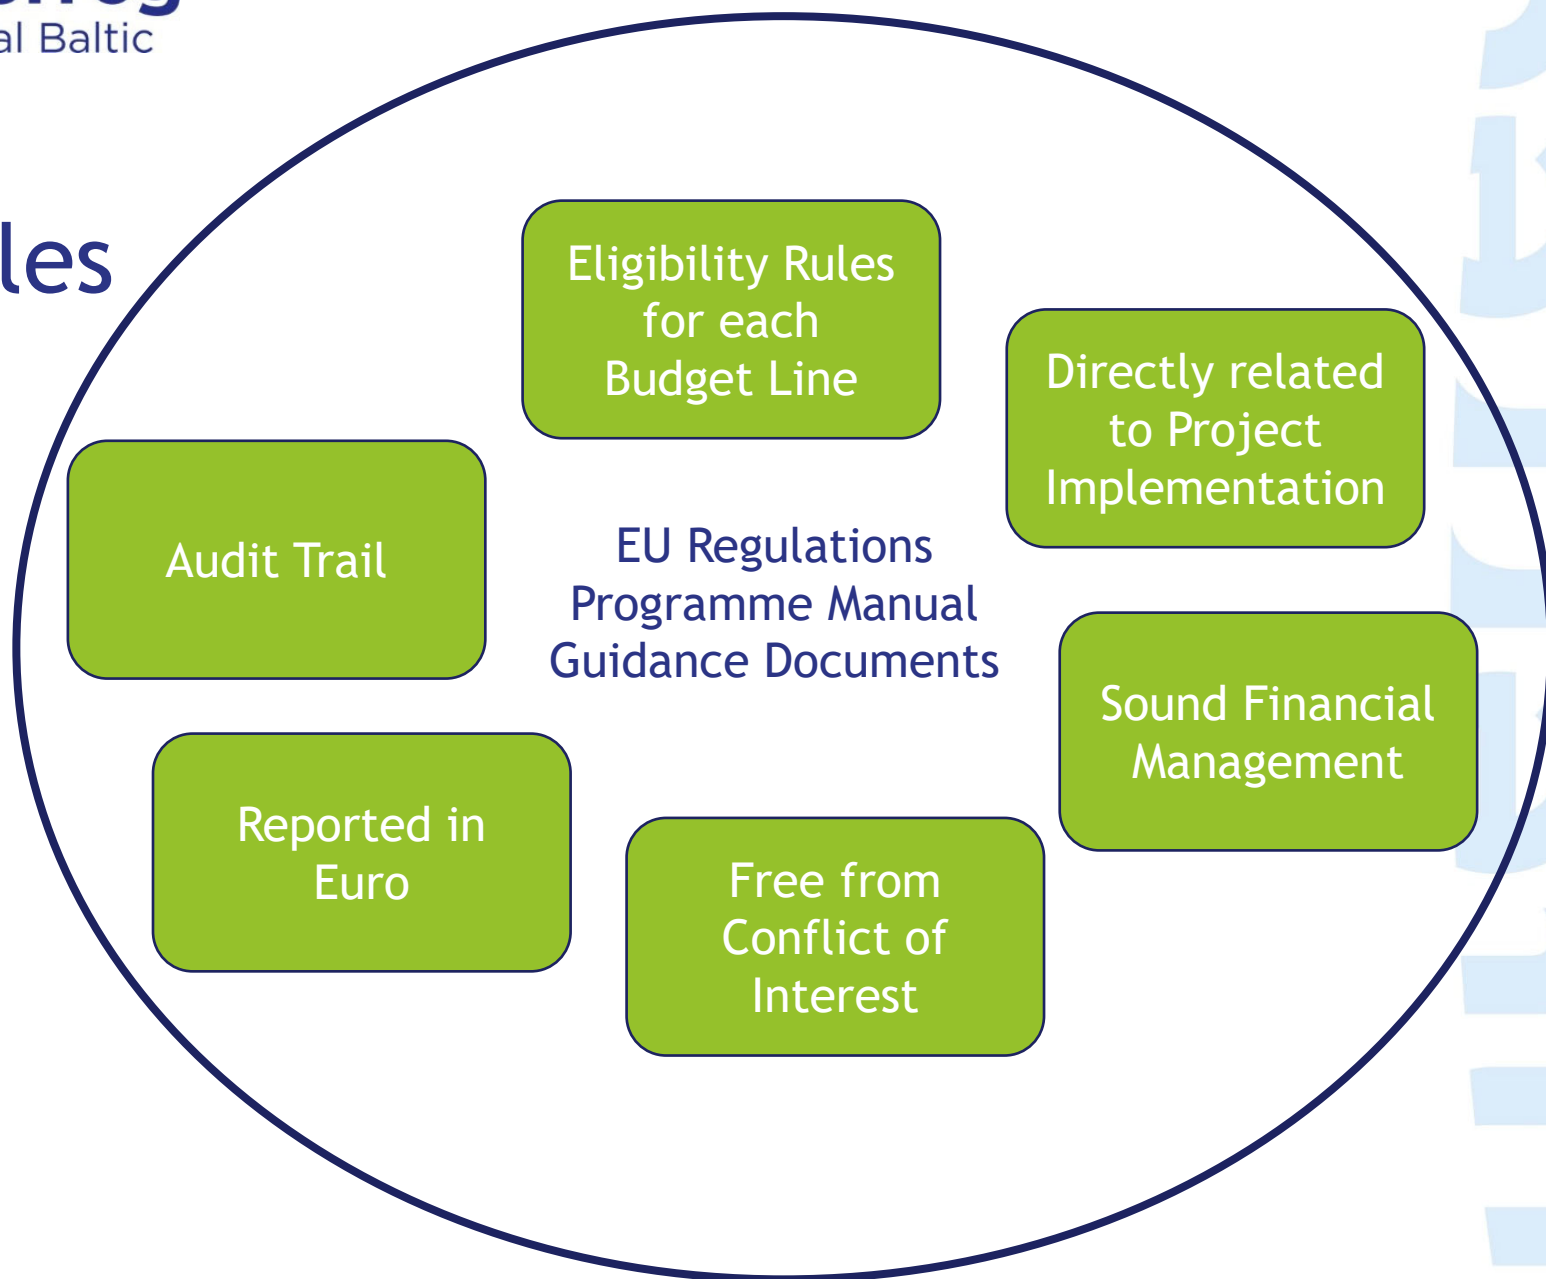 al Baltic
les
Eligibility Rules
for each
Budget Line
Directly related
to Project
Implementation
Audit Trail
EU Regulations
Programme Manual
Guidance Documents
Sound Financial
Management
Reported in
Euro
Free from
Conflict of
Interest